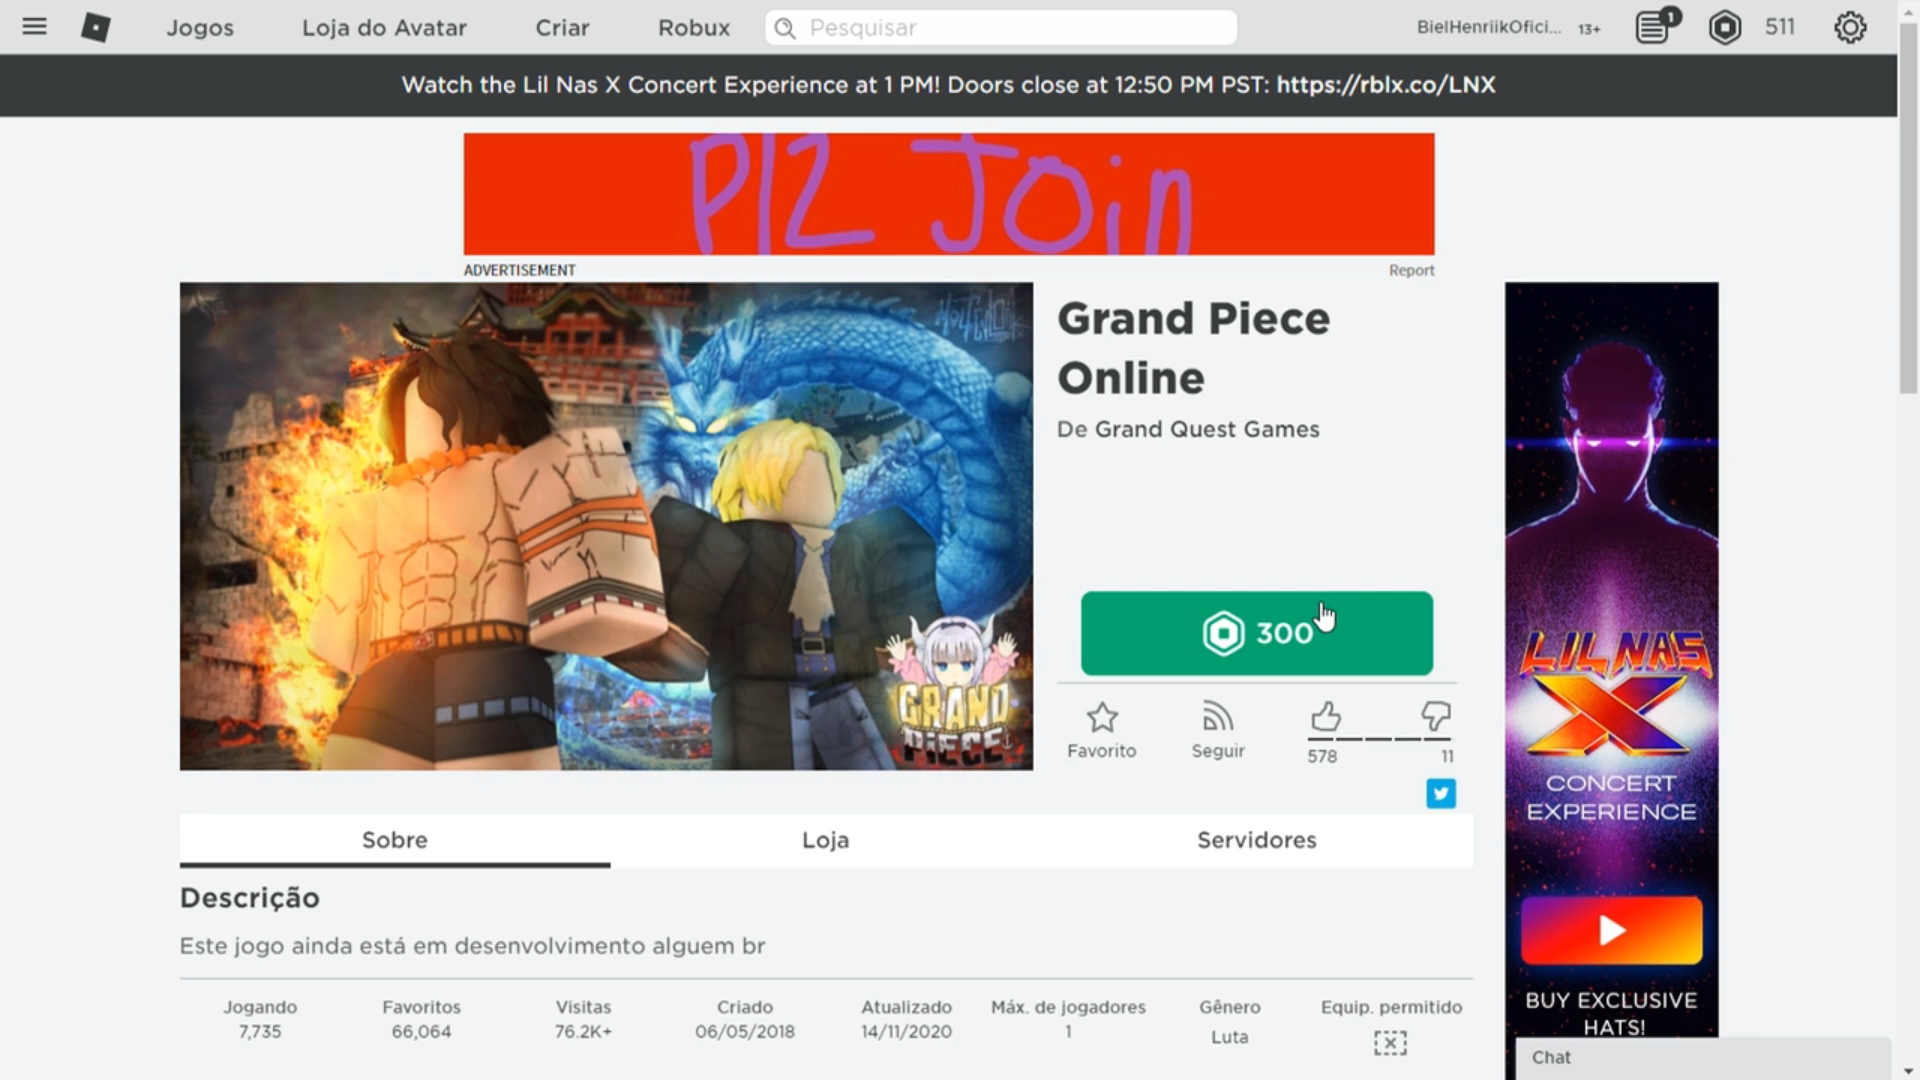 Jogos
Loja do Avatar
Criar
Robux
Pesquisar
BielHenriikOfici...
13+
1
511
Watch the Lil Nas X Concert Experience at 1 PM! Doors close at 12:50 PM PST: https://rblx.co/LNX
Plz Join
ADVERTISEMENT
Report
Grand Piece
Online
De Grand Quest Games
300
GRAND
PIECE
Favorito
Seguir
578
11
LIL NAS
X
CONCERT
EXPERIENCE
BUY EXCLUSIVE
HATS!
Sobre
Loja
Servidores
Descrição
Este jogo ainda está em desenvolvimento alguem br
Jogando
Favoritos
Visitas
Criado
Atualizado
Máx. de jogadores
Gênero
Equip. permitido
7,735
66,064
76.2K+
06/05/2018
14/11/2020
1
Luta
Chat